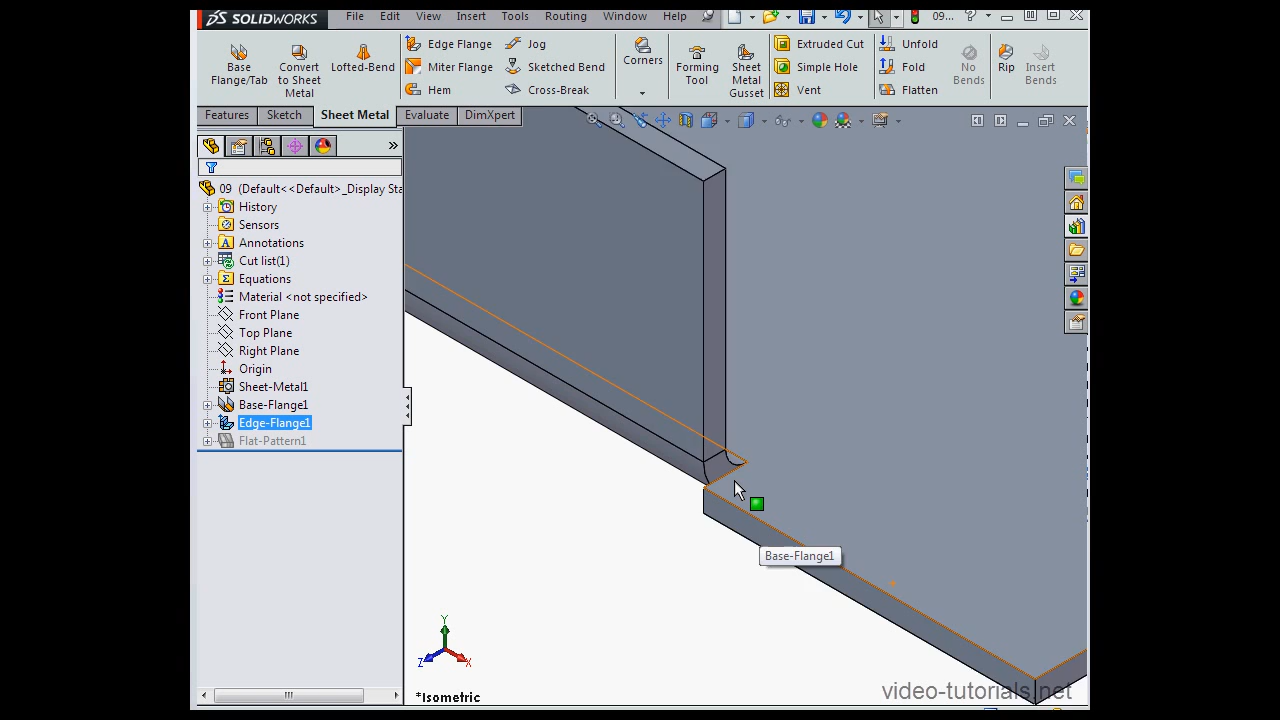 SOLIDWORKS File Edit View Insert Tools Routing Window Help 09...
Base Flange/Tab
Convert to Sheet Metal
Lofted-Bend
Edge Flange
Miter Flange
Hem
Jog
Sketched Bend
Cross-Break
Corners
Forming Tool
Sheet Metal Gusset
Extruded Cut
Simple Hole
Vent
Unfold
Fold
Flatten
No Bends
Rip
Insert Bends
Features Sketch Sheet Metal Evaluate DimXpert
09 (Default<<Default>_Display Sta
History
Sensors
Annotations
Cut list(1)
Equations
Material <not specified>
Front Plane
Top Plane
Right Plane
Origin
Sheet-Metal1
Base-Flange1
Edge-Flange1
Flat-Pattern1
Base-Flange1
Y
Z
X
*Isometric
video-tutorials.net